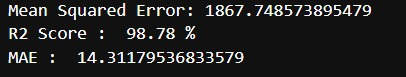 Mean Squared Error: 1867.748573895479
R2 Score :  98.78 %
MAE :  14.31179536833579